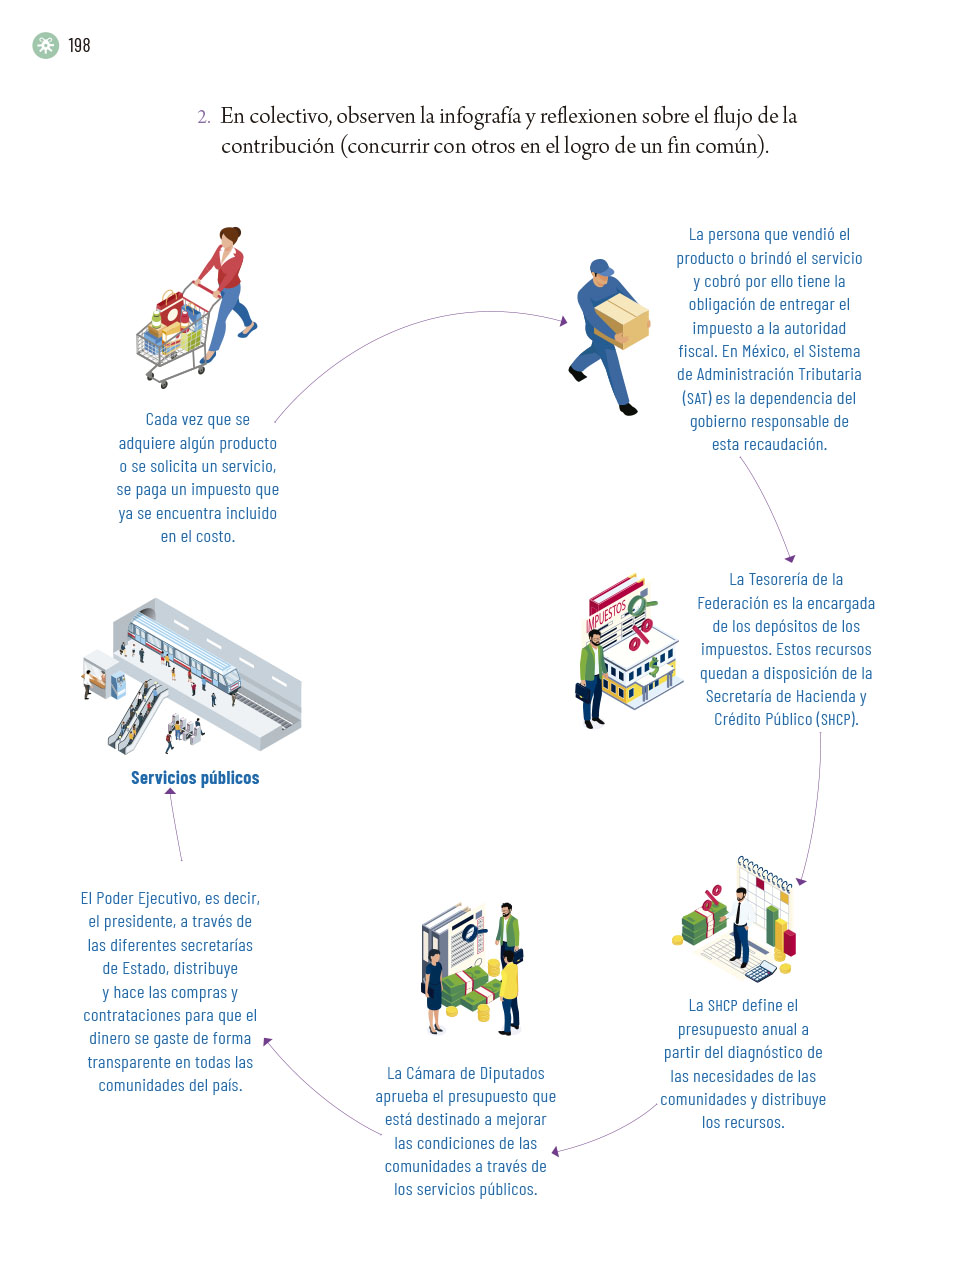 198
2. En colectivo, observen la infografía y reflexionen sobre el flujo de la
contribución (concurrir con otros en el logro de un fin común).
Cada vez que se
adquiere algún producto
o se solicita un servicio,
se paga un impuesto que
ya se encuentra incluido
en el costo.
La persona que vendió el
producto o brindó el servicio
y cobró por ello tiene la
obligación de entregar el
impuesto a la autoridad
fiscal. En México, el Sistema
de Administración Tributaria
(SAT) es la dependencia del
gobierno responsable de
esta recaudación.
IMPUESTOS
La Tesorería de la
Federación es la encargada
de los depósitos de los
impuestos. Estos recursos
quedan a disposición de la
Secretaría de Hacienda y
Crédito Público (SHCP).
La SHCP define el
presupuesto anual a
partir del diagnóstico de
las necesidades de las
comunidades y distribuye
los recursos.
La Cámara de Diputados
aprueba el presupuesto que
está destinado a mejorar
las condiciones de las
comunidades a través de
los servicios públicos.
El Poder Ejecutivo, es decir,
el presidente, a través de
las diferentes secretarías
de Estado, distribuye
y hace las compras y
contrataciones para que el
dinero se gaste de forma
transparente en todas las
comunidades del país.
Servicios públicos